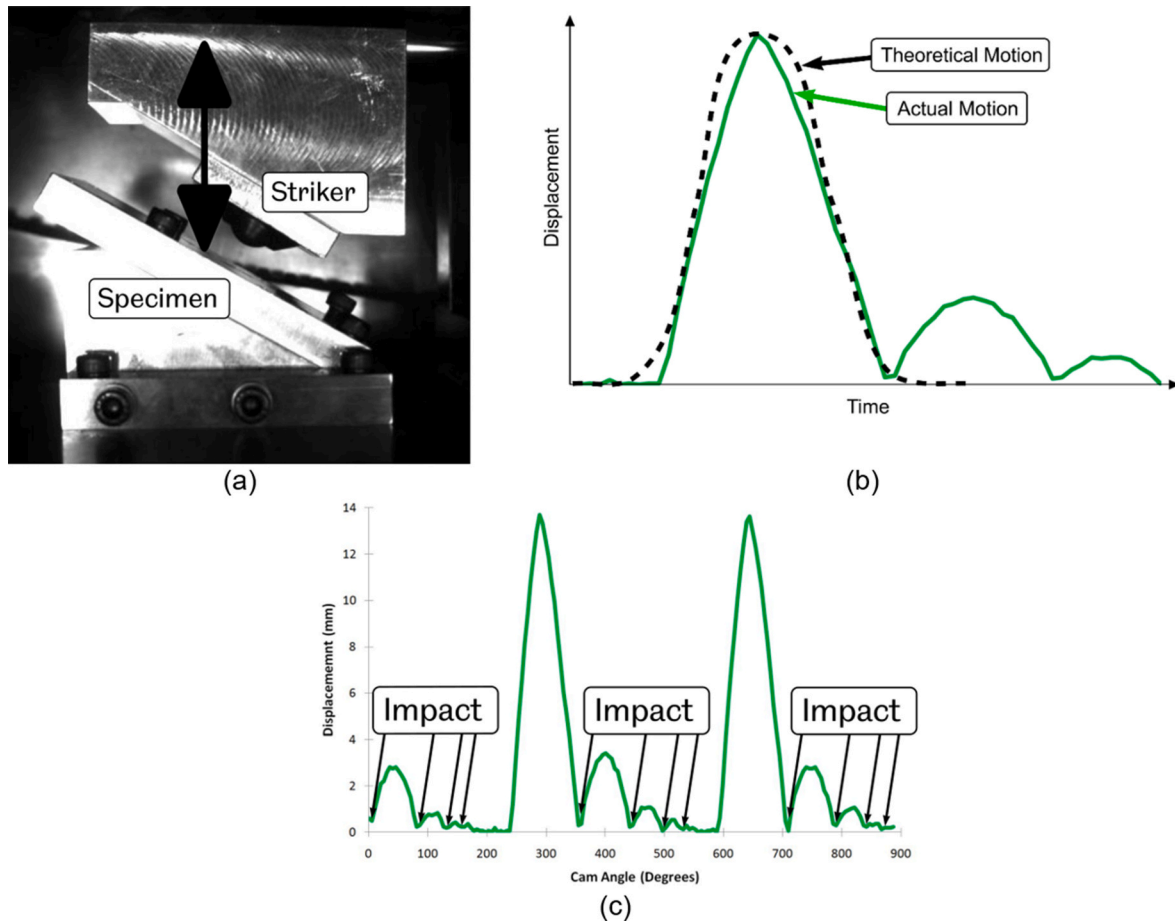 Striker
Specimen
(a)
Theoretical Motion
Actual Motion
Displacement
Time
(b)
14
12
10
8
6
4
2
0
Displacememnt (mm)
Impact
Impact
Impact
0 100 200 300 400 500 600 700 800 900
Cam Angle (Degrees)
(c)